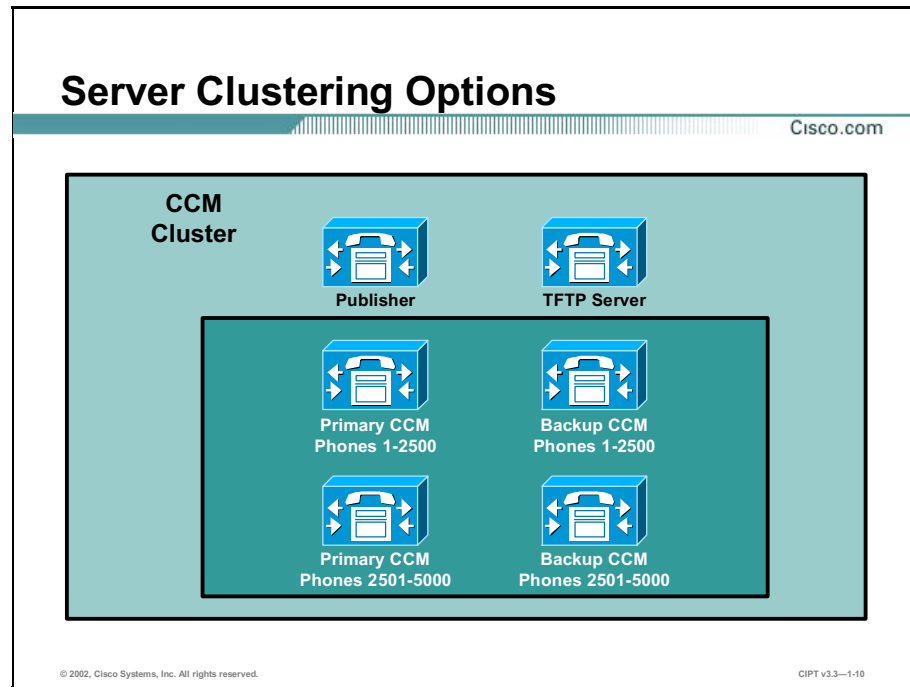 Server Clustering Options
Cisco.com
CCM
Cluster
Publisher
TFTP Server
Primary CCM
Phones 1-2500
Backup CCM
Phones 1-2500
Primary CCM
Phones 2501-5000
Backup CCM
Phones 2501-5000
© 2002, Cisco Systems, Inc. All rights reserved.
CIPT v3.3—1-10